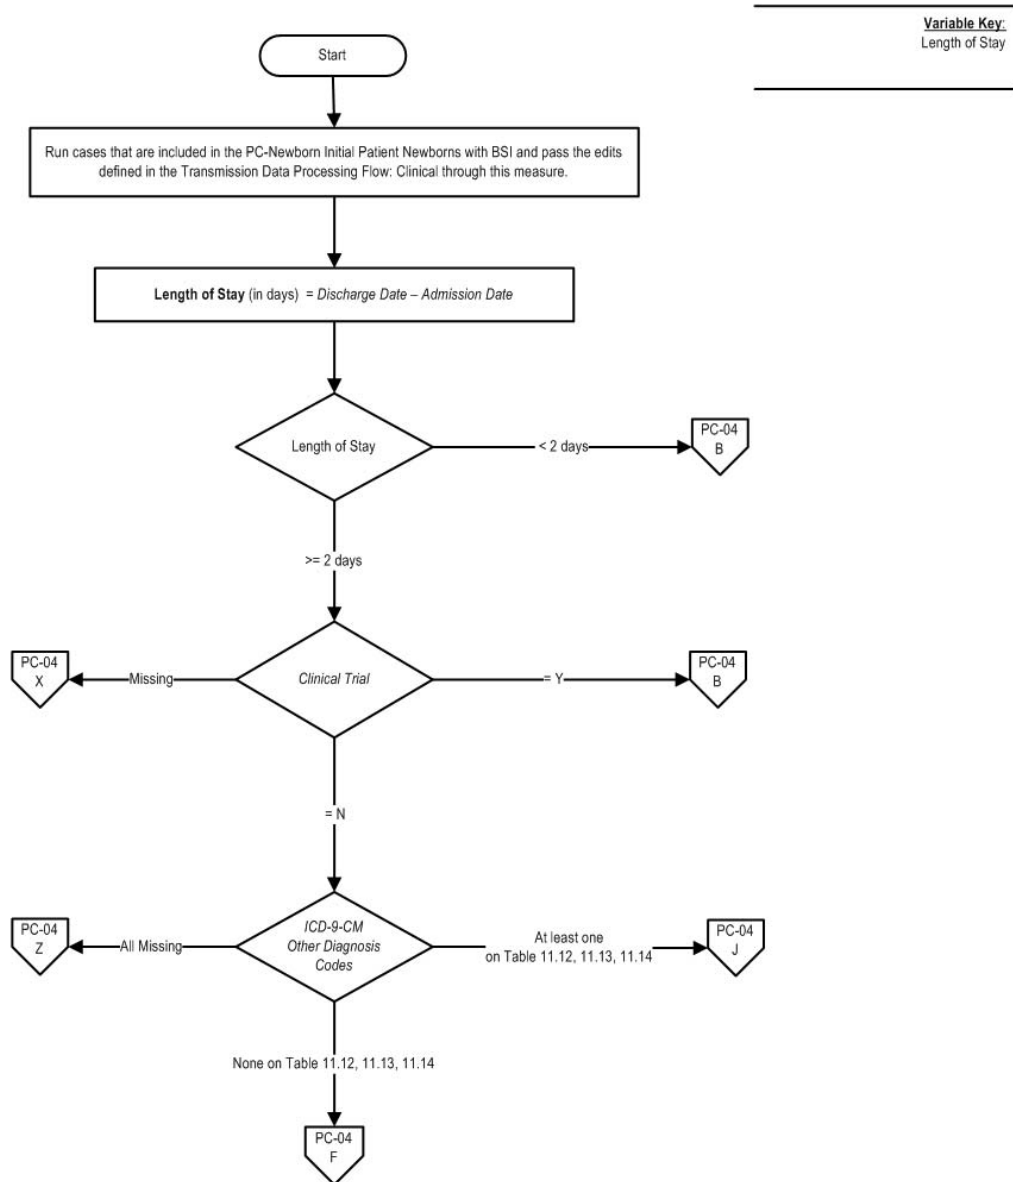 Variable Key:
Length of Stay
Start
Run cases that are included in the PC-Newborn Initial Patient Newborns with BSI and pass the edits
defined in the Transmission Data Processing Flow: Clinical through this measure.
Length of Stay (in days) = Discharge Date – Admission Date
Length of Stay
< 2 days
PC-04
B
>= 2 days
PC-04
X
Missing
Clinical Trial
= Y
PC-04
B
= N
PC-04
Z
All Missing
ICD-9-CM
Other Diagnosis
Codes
At least one
on Table 11.12, 11.13, 11.14
PC-04
J
None on Table 11.12, 11.13, 11.14
PC-04
F